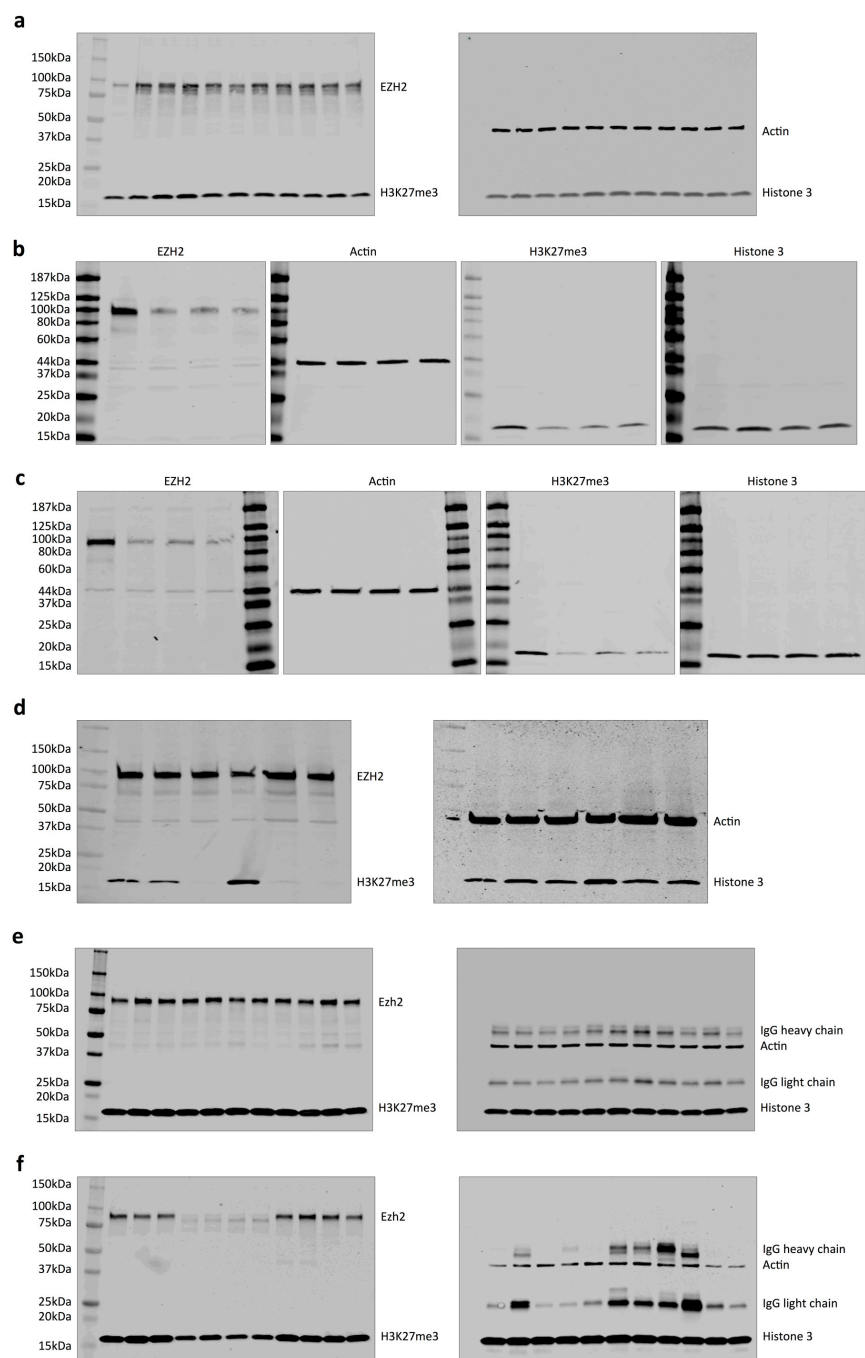 a
150kDa
100kDa
75kDa
50kDa
37kDa
25kDa
20kDa
15kDa
EZH2
H3K27me3
Actin
Histone 3
b
EZH2 Actin H3K27me3 Histone 3
187kDa
125kDa
100kDa
80kDa
60kDa
44kDa
37kDa
25kDa
20kDa
15kDa
c
EZH2 Actin H3K27me3 Histone 3
187kDa
125kDa
100kDa
80kDa
60kDa
44kDa
37kDa
25kDa
20kDa
15kDa
d
150kDa
100kDa
75kDa
50kDa
37kDa
25kDa
20kDa
15kDa
EZH2
H3K27me3
Actin
Histone 3
e
150kDa
100kDa
75kDa
50kDa
37kDa
25kDa
20kDa
15kDa
Ezh2
H3K27me3
IgG heavy chain
Actin
IgG light chain
Histone 3
f
150kDa
100kDa
75kDa
50kDa
37kDa
25kDa
20kDa
15kDa
Ezh2
H3K27me3
IgG heavy chain
Actin
IgG light chain
Histone 3